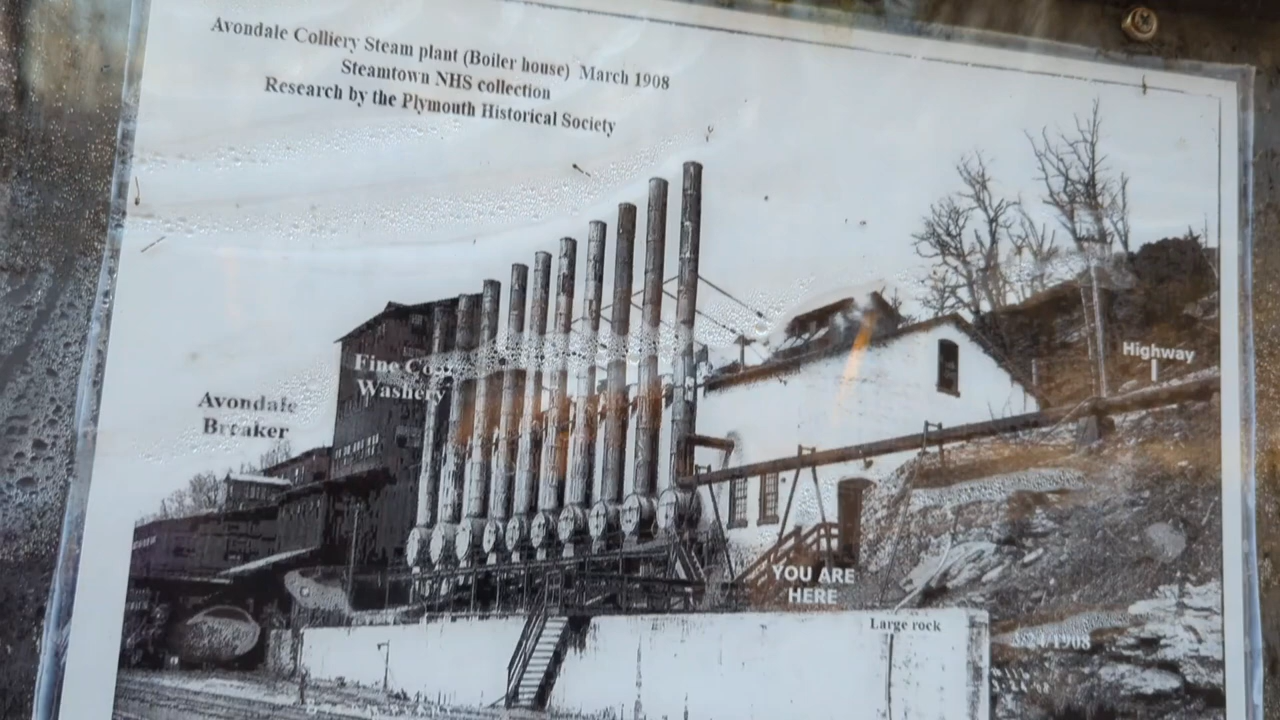 Avondale Colliery Steam plant (Boiler house) March 1908
Steamtown NHS collection
Research by the Plymouth Historical Society
Highway
Fine
Washery
Avondale
Breaker
YOU ARE
HERE
Large rock